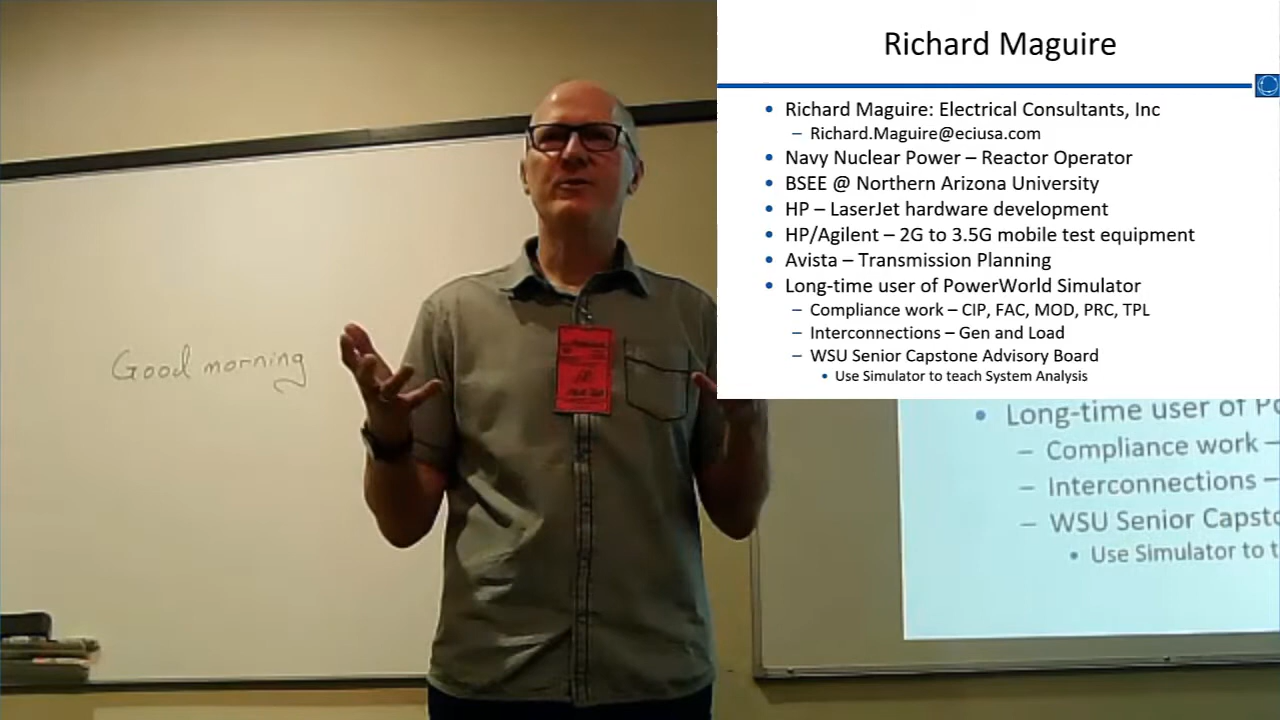 Richard Maguire
• Richard Maguire: Electrical Consultants, Inc
– Richard.Maguire@eciusa.com
• Navy Nuclear Power – Reactor Operator
• BSEE @ Northern Arizona University
• HP – LaserJet hardware development
• HP/Agilent – 2G to 3.5G mobile test equipment
• Avista – Transmission Planning
• Long-time user of PowerWorld Simulator
– Compliance work – CIP, FAC, MOD, PRC, TPL
– Interconnections – Gen and Load
– WSU Senior Capstone Advisory Board
• Use Simulator to teach System Analysis
Good morning
• Long-time user of Po
– Compliance work –
– Interconnections –
– WSU Senior Capsto
• Use Simulator to t